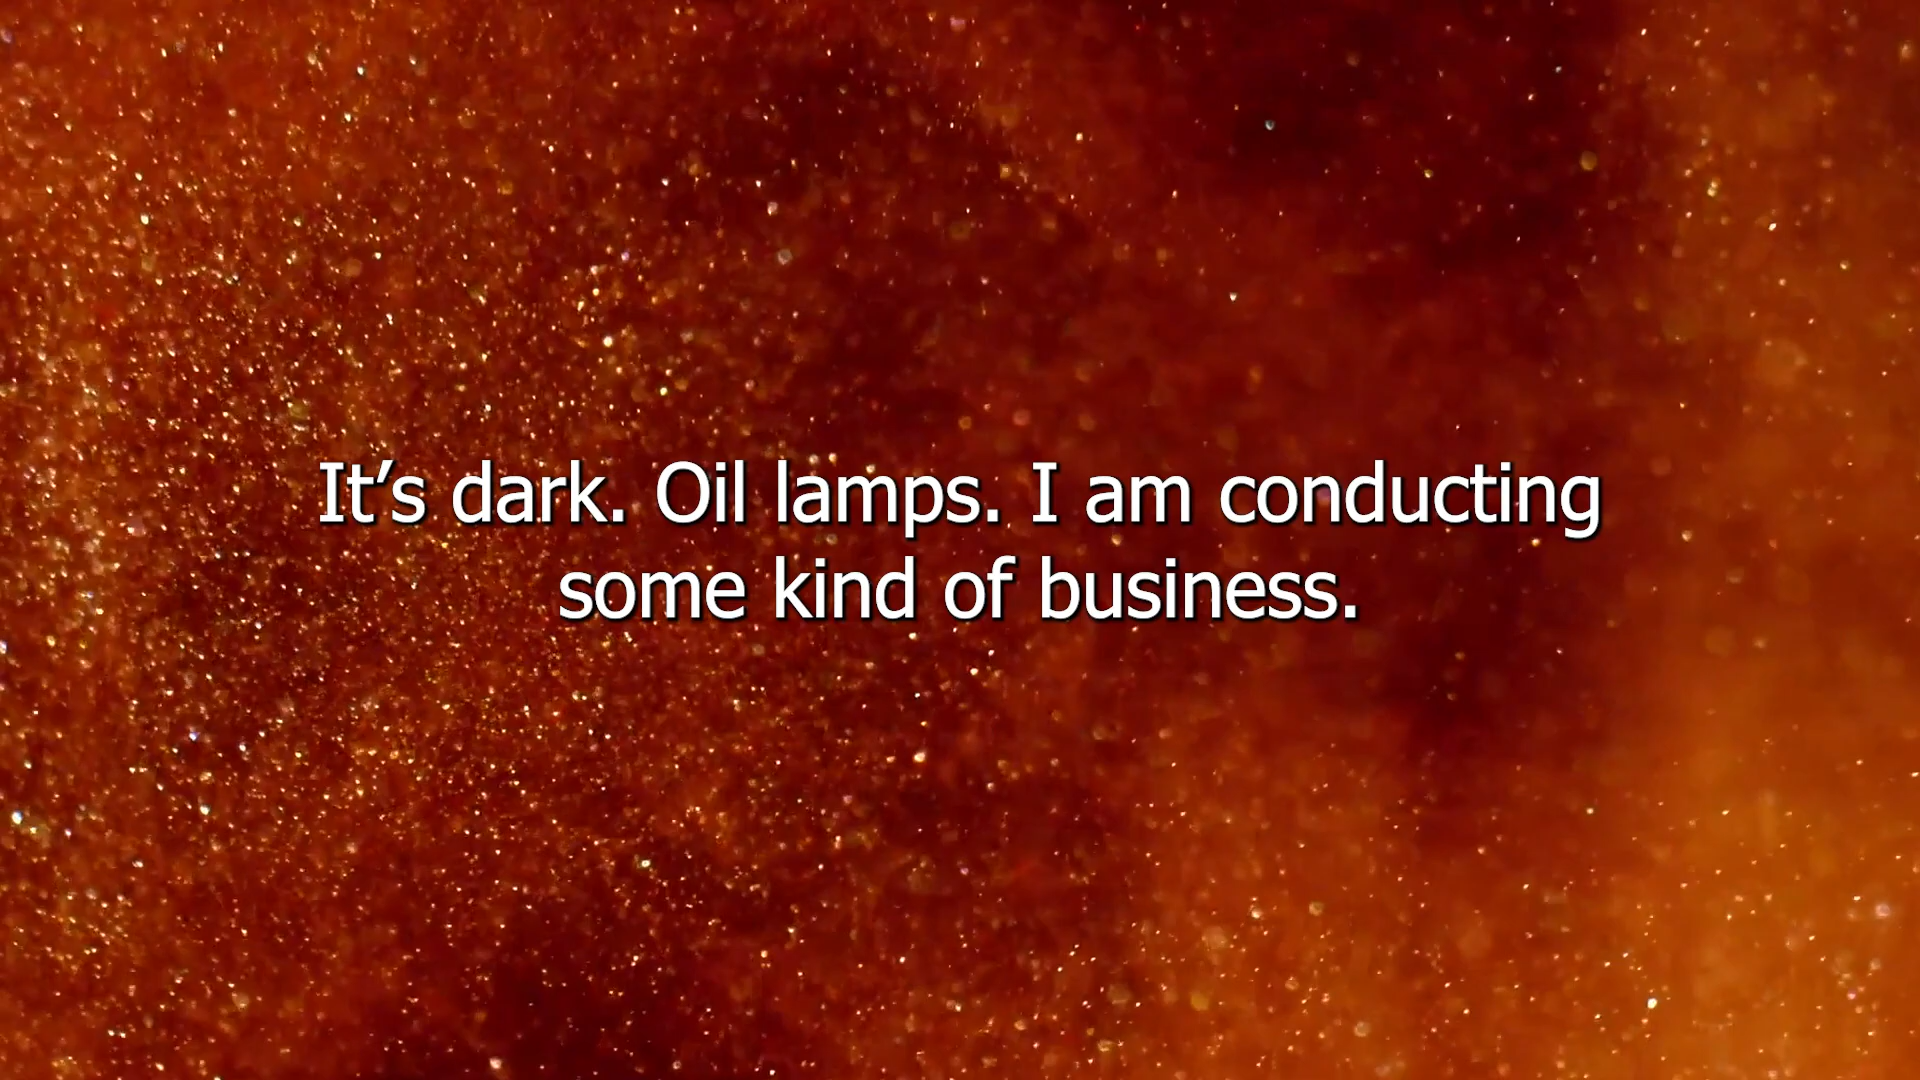 It’s dark. Oil lamps. I am conducting
some kind of business.